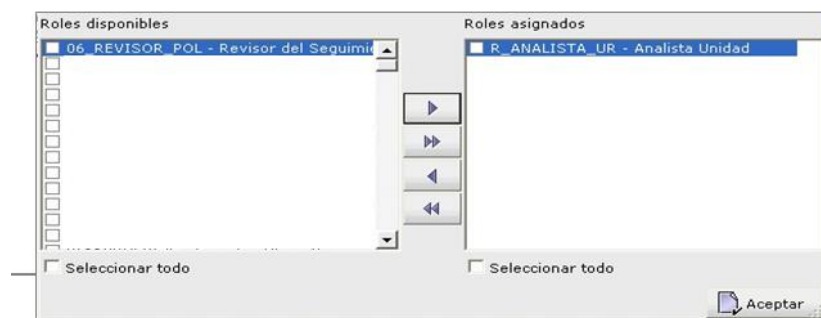 Roles disponibles
Roles asignados
06_REVISOR_POL - Revisor del Seguimie
R_ANALISTA_UR - Analista Unidad
Seleccionar todo
Seleccionar todo
Aceptar